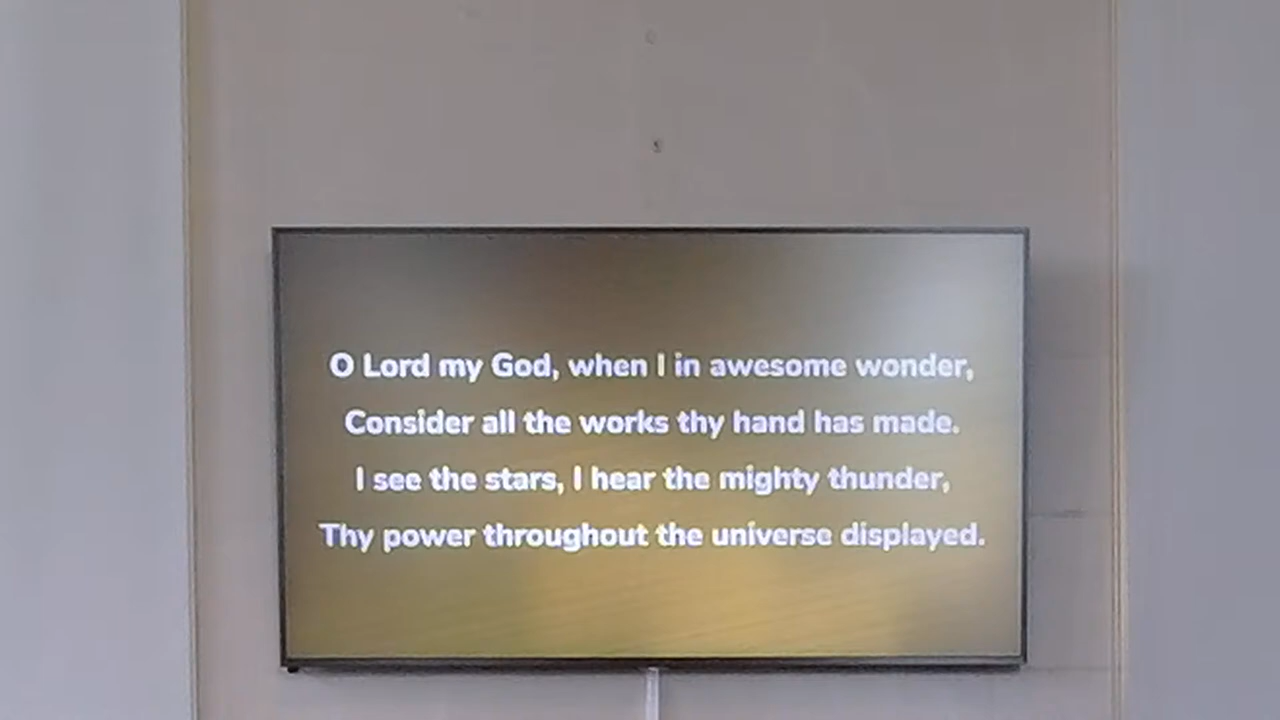 O Lord my God, when I in awesome wonder,
Consider all the works thy hand has made.
I see the stars, I hear the mighty thunder,
Thy power throughout the universe displayed.